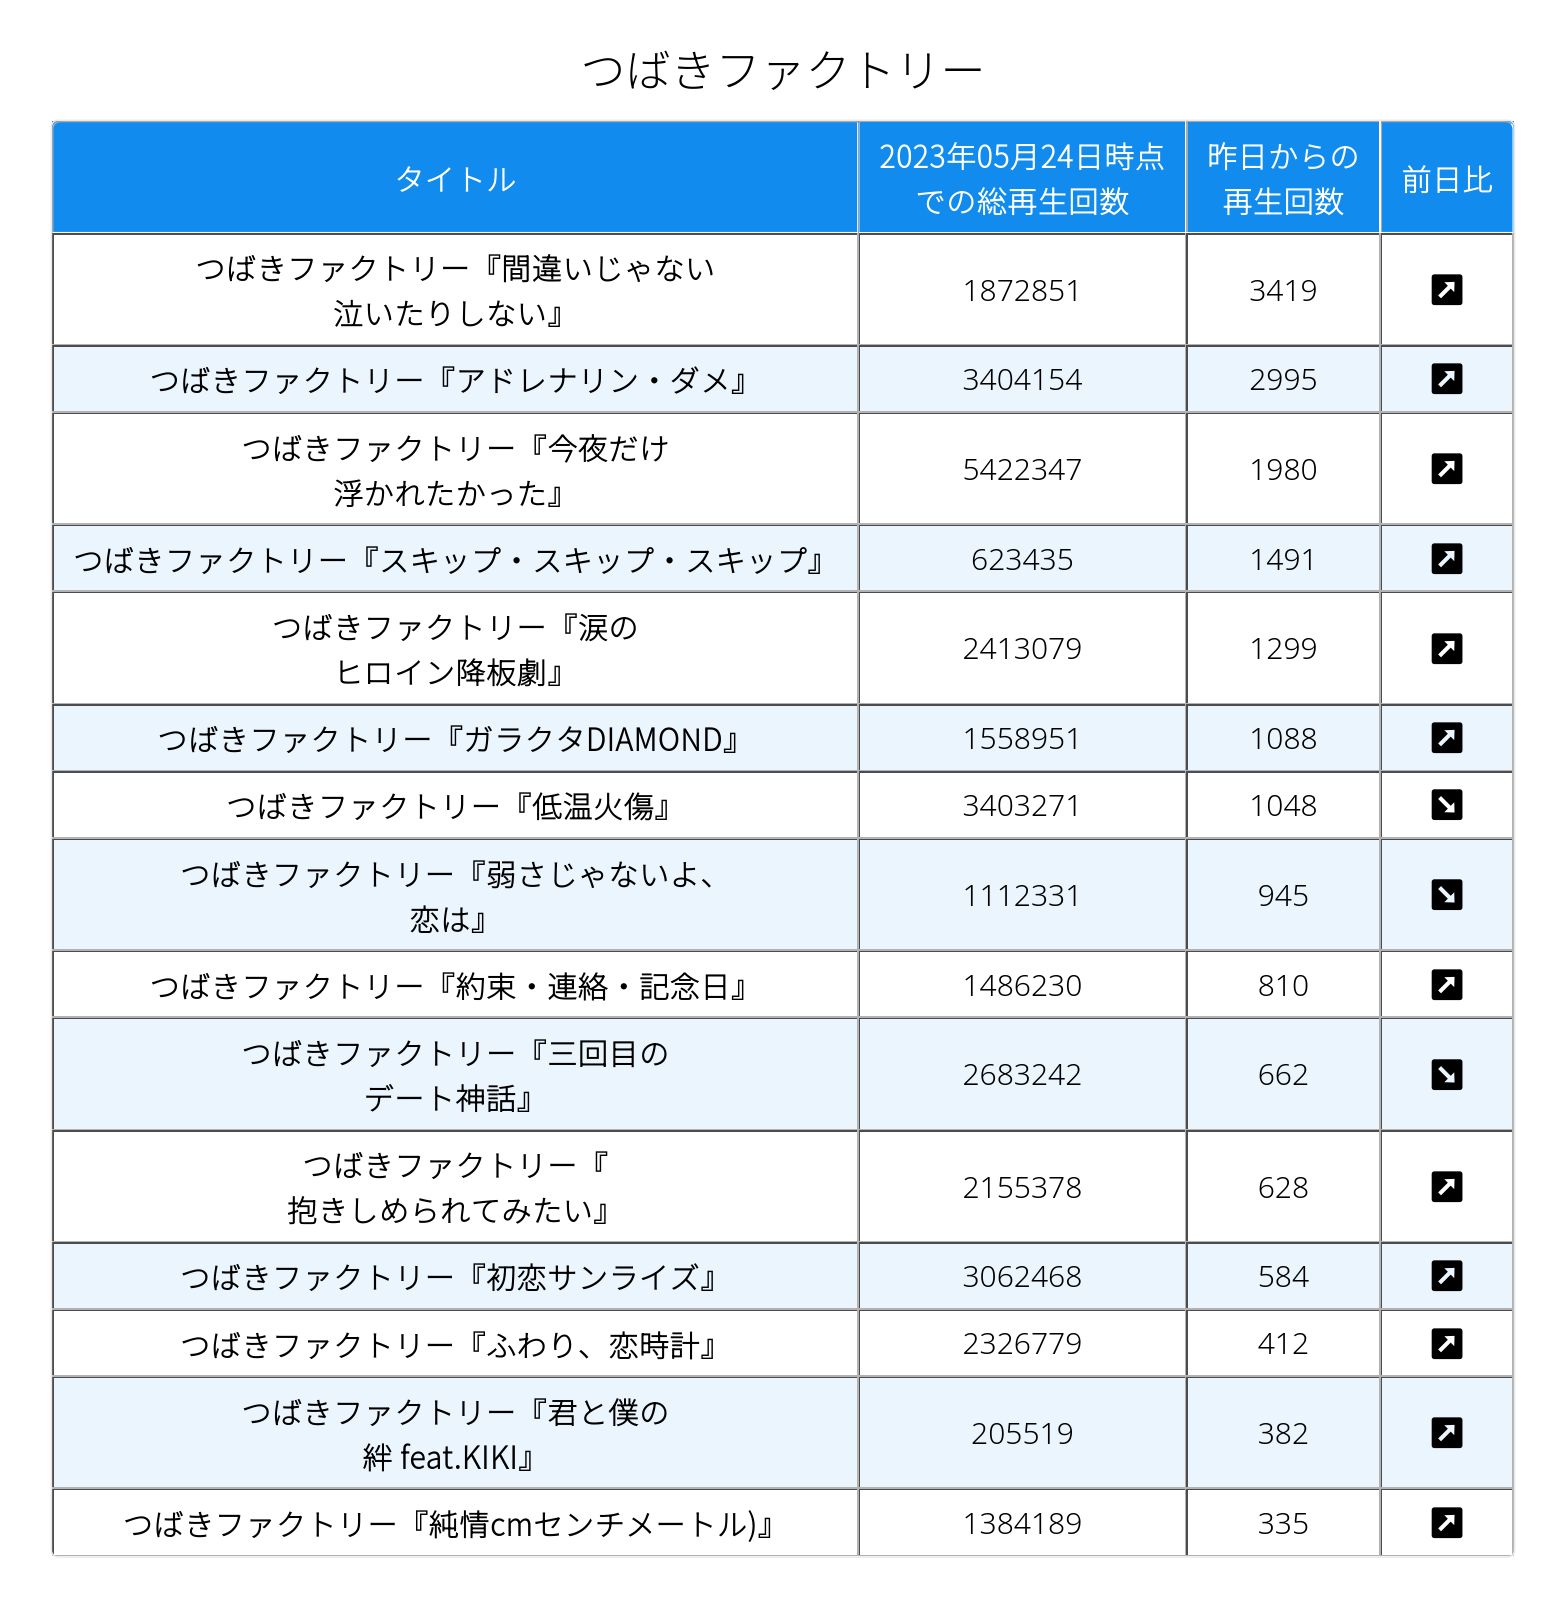 つばきファクトリー
タイトル
2023年05月24日時点
での総再生回数
昨日からの
再生回数
前日比
つばきファクトリー『間違いじゃない
泣いたりしない』
1872851
3419
つばきファクトリー『アドレナリン・ダメ』
3404154
2995
つばきファクトリー『今夜だけ
浮かれたかった』
5422347
1980
つばきファクトリー『スキップ・スキップ・スキップ』
623435
1491
つばきファクトリー『涙の
ヒロイン降板劇』
2413079
1299
つばきファクトリー『ガラクタDIAMOND』
1558951
1088
つばきファクトリー『低温火傷』
3403271
1048
つばきファクトリー『弱さじゃないよ、
恋は』
1112331
945
つばきファクトリー『約束・連絡・記念日』
1486230
810
つばきファクトリー『三回目の
デート神話』
2683242
662
つばきファクトリー『
抱きしめられてみたい』
2155378
628
つばきファクトリー『初恋サンライズ』
3062468
584
つばきファクトリー『ふわり、恋時計』
2326779
412
つばきファクトリー『君と僕の
絆 feat.KIKI』
205519
382
つばきファクトリー『純情cmセンチメートル)』
1384189
335